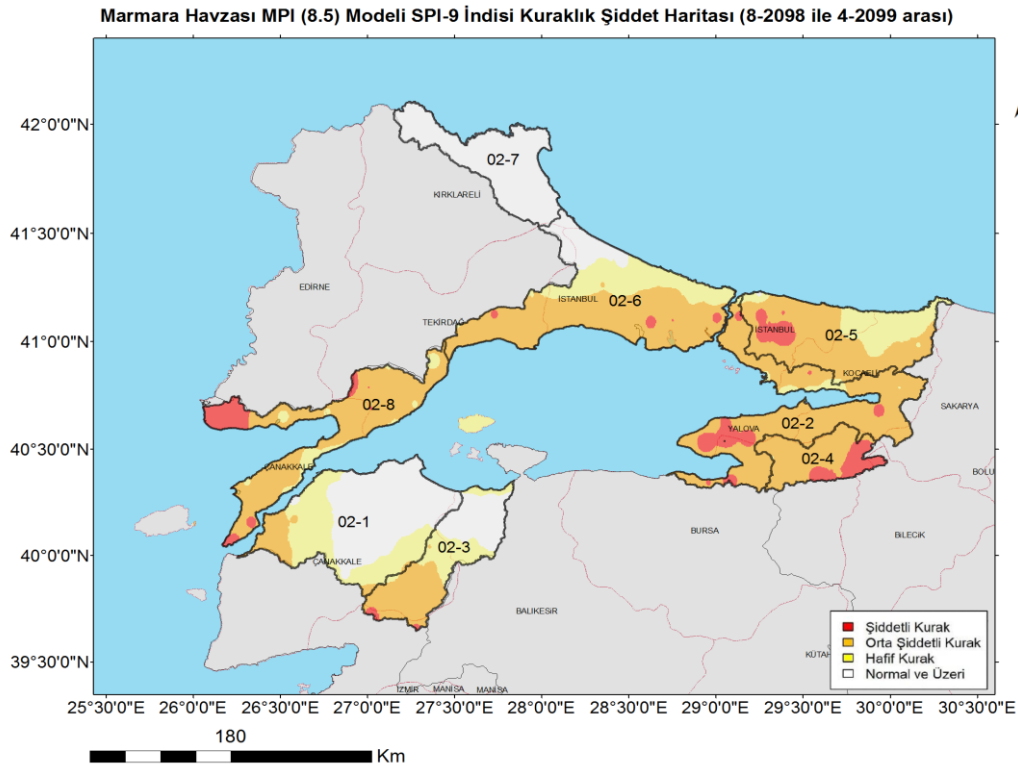 Marmara Havzası MPI (8.5) Modeli SPI-9 İndisi Kuraklık Şiddet Haritası (8-2098 ile 4-2099 arası)
42°0'0"N
02-7
KIRKLARELİ
41°30'0"N
EDİRNE
İSTANBUL
02-6
TEKİRDAĞ
İSTANBUL
02-5
41°0'0"N
KOCAELİ
02-8
SAKARYA
02-2
YALOVA
40°30'0"N
02-4
ÇANAKKALE
BOLU
02-1
BURSA
BİLECİK
02-3
40°0'0"N
ÇANAKKALE
BALIKESİR
Şiddetli Kurak
Orta Şiddetli Kurak
Hafif Kurak
Normal ve Üzeri
KÜTAH
39°30'0"N
İZMİR
MANİSA
MANİSA
25°30'0"E 26°0'0"E 26°30'0"E 27°0'0"E 27°30'0"E 28°0'0"E 28°30'0"E 29°0'0"E 29°30'0"E 30°0'0"E 30°30'0"E
180
Km